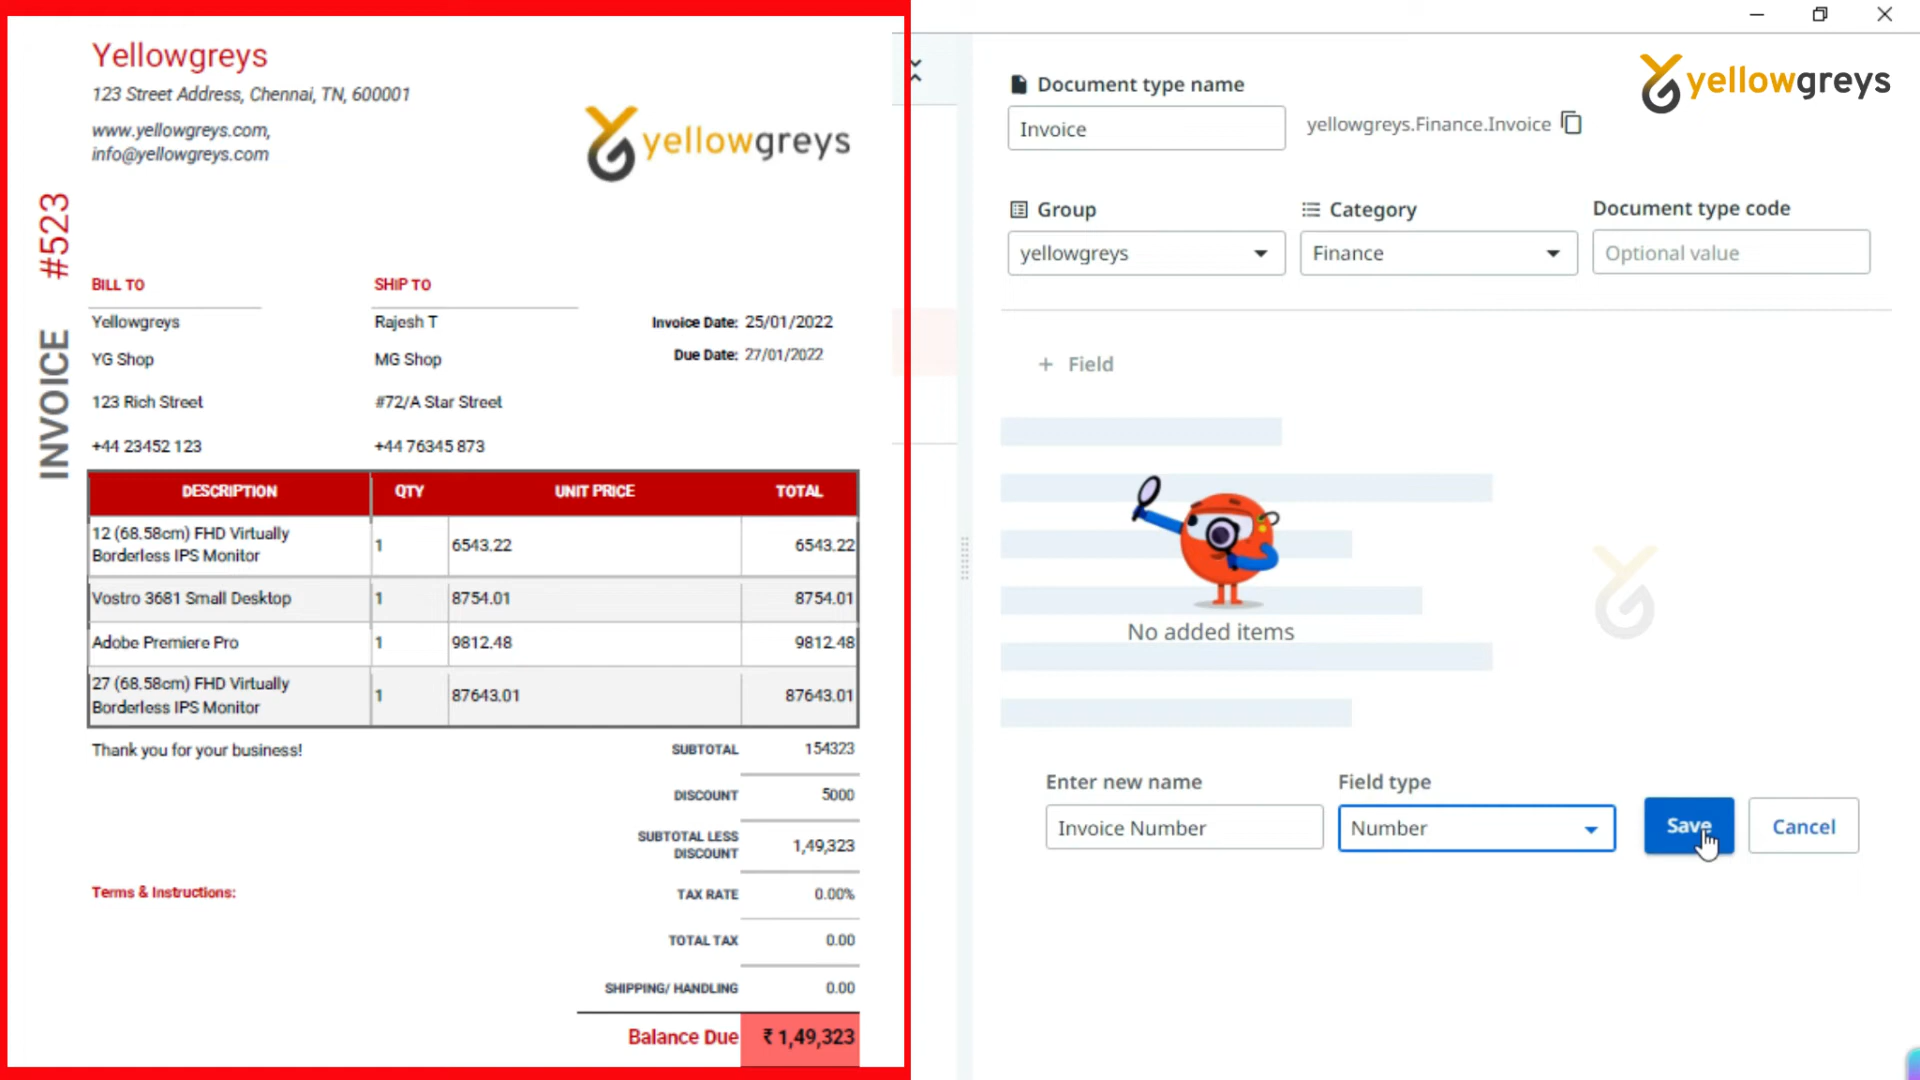 Yellowgreys
123 Street Address, Chennai, TN, 600001
www.yellowgreys.com,
info@yellowgreys.com
yellowgreys
INVOICE #523
BILL TO
SHIP TO
Yellowgreys
Rajesh T
Invoice Date: 25/01/2022
YG Shop
MG Shop
Due Date: 27/01/2022
123 Rich Street
#72/A Star Street
+44 23452 123
+44 76345 873
DESCRIPTION QTY UNIT PRICE TOTAL
12 (68.58cm) FHD Virtually
Borderless IPS Monitor
1 6543.22 6543.22
Vostro 3681 Small Desktop 1 8754.01 8754.01
Adobe Premiere Pro 1 9812.48 9812.48
27 (68.58cm) FHD Virtually
Borderless IPS Monitor
1 87643.01 87643.01
Thank you for your business!
SUBTOTAL 154323
DISCOUNT 5000
SUBTOTAL LESS
DISCOUNT
1,49,323
Terms & Instructions:
TAX RATE 0.00%
TOTAL TAX 0.00
SHIPPING/ HANDLING 0.00
Balance Due ₹ 1,49,323
yellowgreys
Document type name
Invoice
yellowgreys.Finance.Invoice
Group
Category
Document type code
yellowgreys
Finance
Optional value
+ Field
No added items
Enter new name
Field type
Invoice Number
Number
Save
Cancel